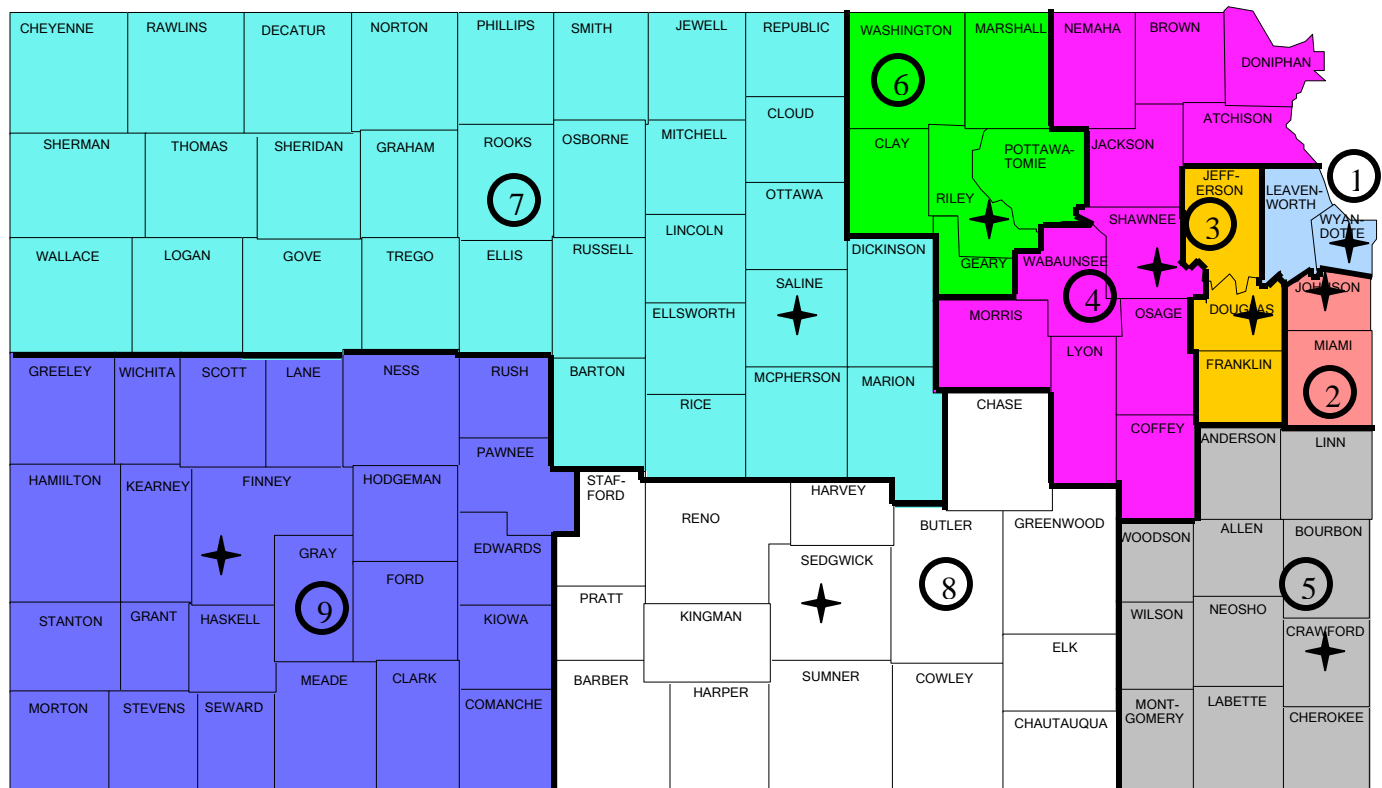 CHEYENNE
RAWLINS
DECATUR
NORTON
PHILLIPS
SMITH
JEWELL
REPUBLIC
WASHINGTON
MARSHALL
NEMAHA
BROWN
DONIPHAN
6
CLOUD
ATCHISON
SHERMAN
THOMAS
SHERIDAN
GRAHAM
ROOKS
OSBORNE
MITCHELL
CLAY
POTTAWA-
TOMIE
JACKSON
JEFF-
ERSON
LEAVEN-
WORTH
1
7
OTTAWA
RILEY
SHAWNEE
3
WYAN-
DOTTE
LINCOLN
WALLACE
LOGAN
GOVE
TREGO
ELLIS
RUSSELL
DICKINSON
GEARY
WABAUNSEE
4
SALINE
JOHNSON
ELLSWORTH
MORRIS
OSAGE
DOUGLAS
MIAMI
GREELEY
WICHITA
SCOTT
LANE
NESS
RUSH
BARTON
MCPHERSON
MARION
LYON
FRANKLIN
2
RICE
CHASE
COFFEY
ANDERSON
LINN
PAWNEE
HAMIILTON
KEARNEY
FINNEY
HODGEMAN
STAF-
FORD
HARVEY
RENO
BUTLER
GREENWOOD
WOODSON
ALLEN
BOURBON
GRAY
EDWARDS
SEDGWICK
8
5
FORD
9
PRATT
STANTON
GRANT
HASKELL
KIOWA
KINGMAN
WILSON
NEOSHO
CRAWFORD
ELK
MEADE
CLARK
BARBER
HARPER
SUMNER
COWLEY
MORTON
STEVENS
SEWARD
COMANCHE
CHAUTAUQUA
MONT-
GOMERY
LABETTE
CHEROKEE